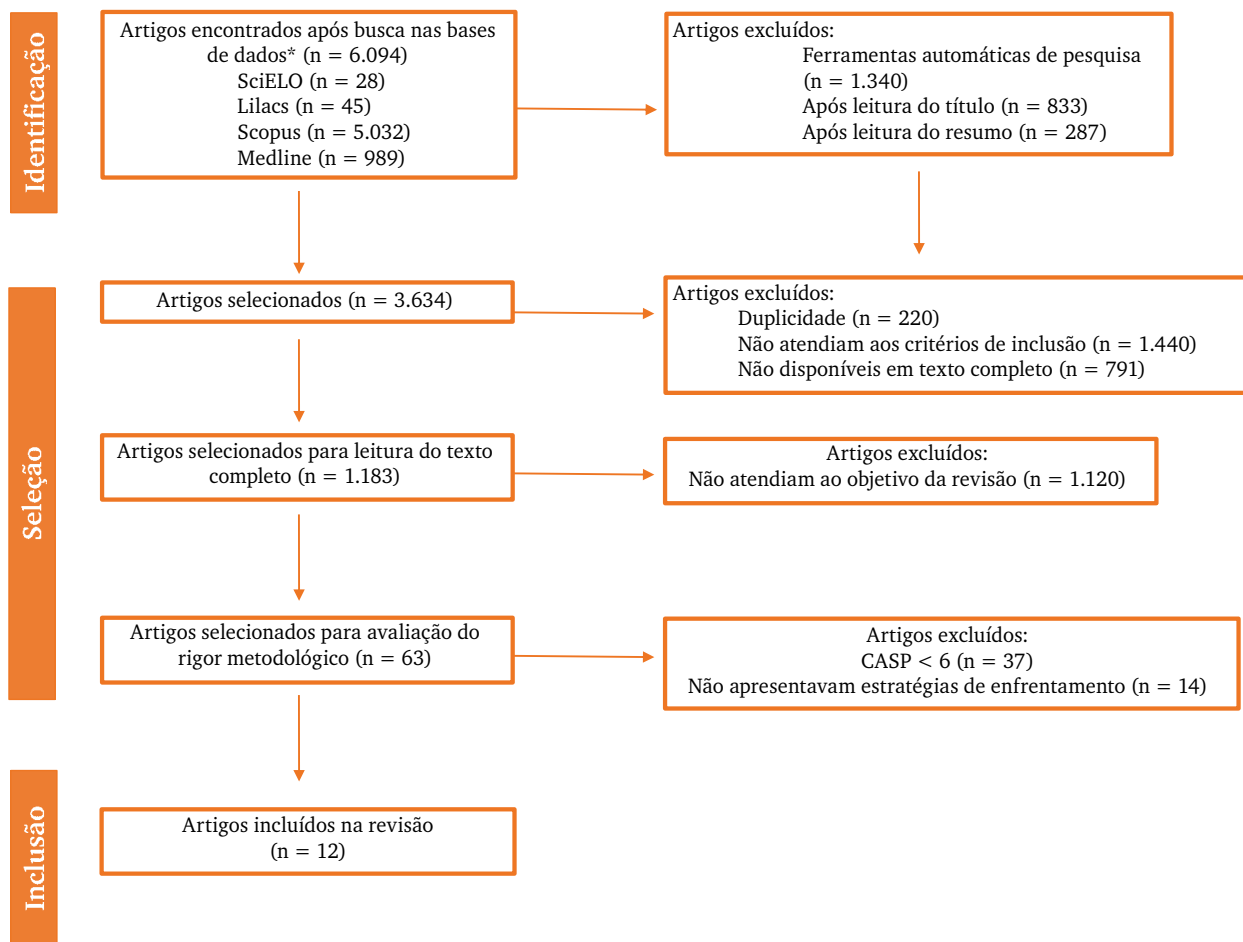 Identificação
Artigos encontrados após busca nas bases
de dados* (n = 6.094)
SciELO (n = 28)
Lilacs (n = 45)
Scopus (n = 5.032)
Medline (n = 989)
Artigos excluídos:
Ferramentas automáticas de pesquisa
(n = 1.340)
Após leitura do título (n = 833)
Após leitura do resumo (n = 287)
Seleção
Artigos selecionados (n = 3.634)
Artigos excluídos:
Duplicidade (n = 220)
Não atendiam aos critérios de inclusão (n = 1.440)
Não disponíveis em texto completo (n = 791)
Artigos selecionados para leitura do texto
completo (n = 1.183)
Artigos excluídos:
Não atendiam ao objetivo da revisão (n = 1.120)
Artigos selecionados para avaliação do
rigor metodológico (n = 63)
Artigos excluídos:
CASP < 6 (n = 37)
Não apresentavam estratégias de enfrentamento (n = 14)
Inclusão
Artigos incluídos na revisão
(n = 12)